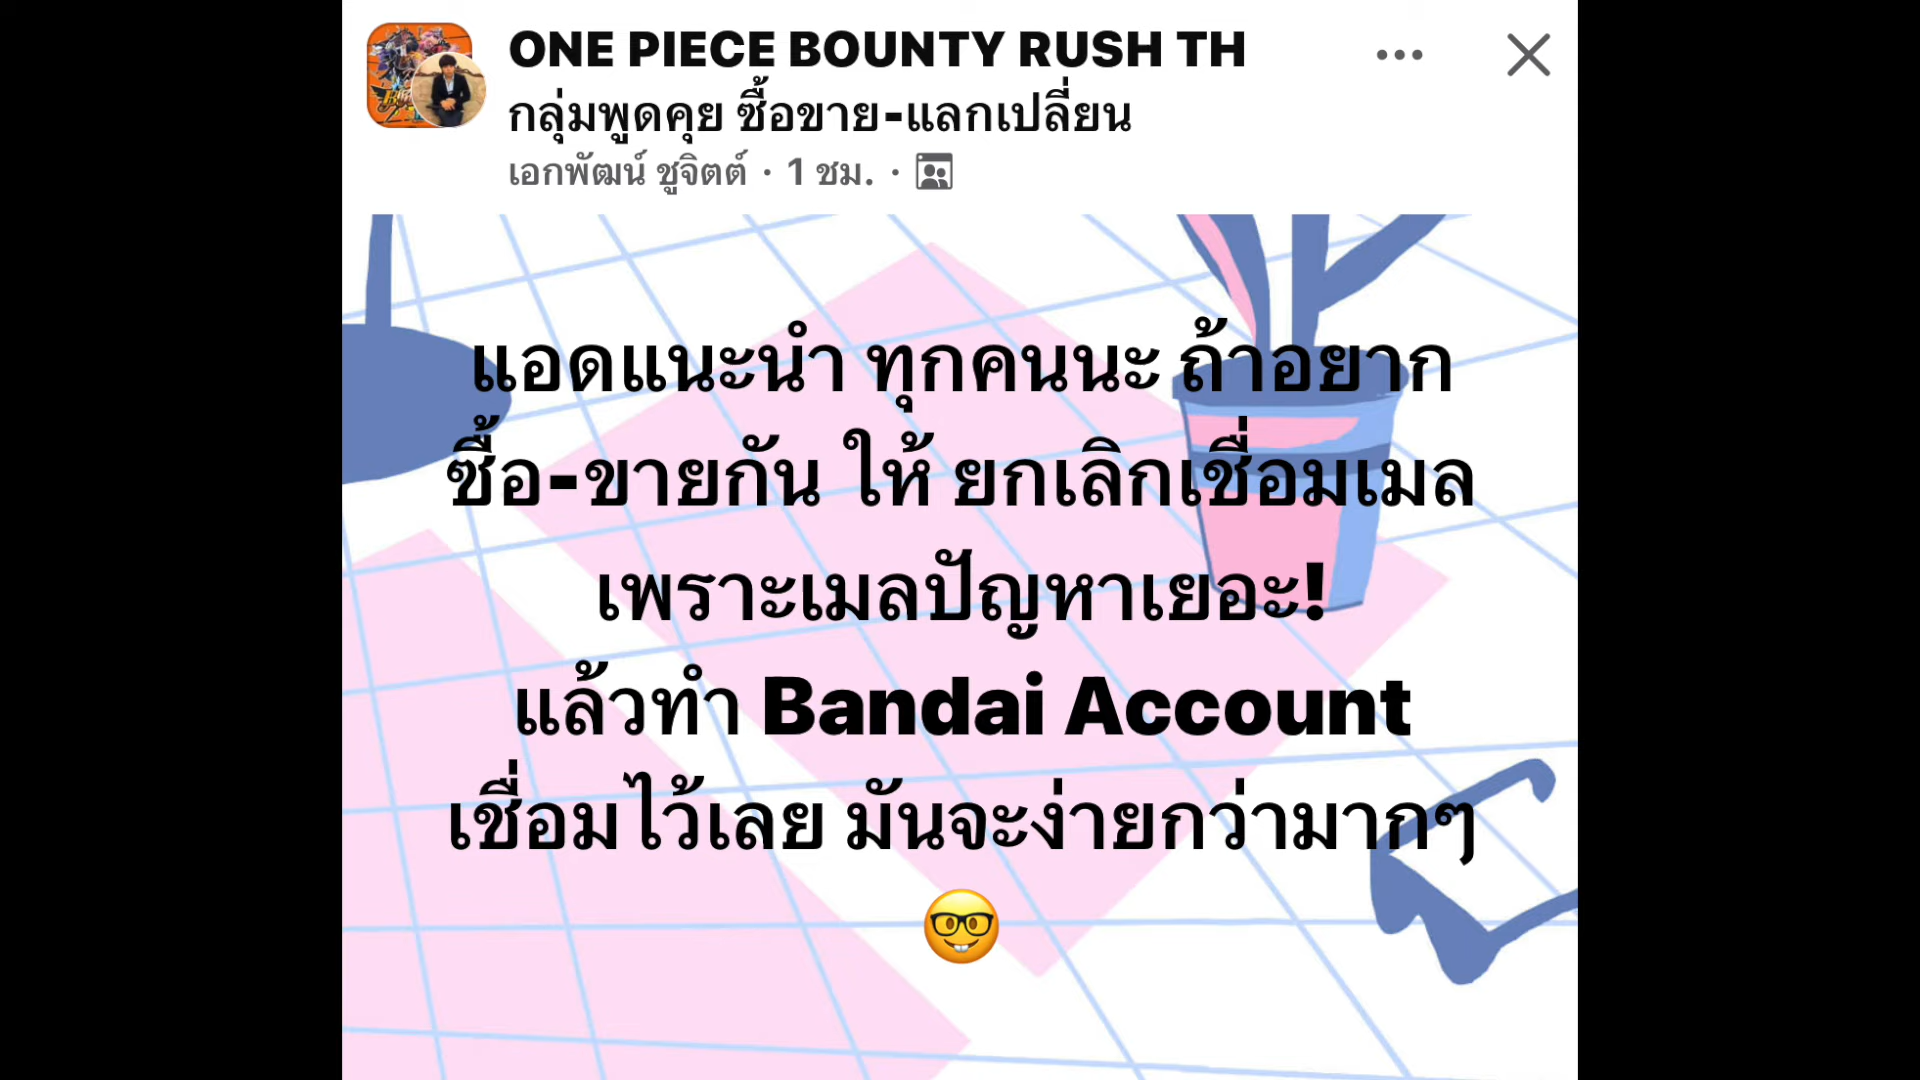 ONE PIECE BOUNTY RUSH TH
กลุ่มพูดคุย ซื้อขาย-แลกเปลี่ยน
เอกพัฒน์ ชูจิตต์ · 1 ชม. ·
แอดแนะนำ ทุกคนนะ ถ้าอยาก
ซื้อ-ขายกัน ให้ ยกเลิกเชื่อมเมล
เพราะเมลปัญหาเยอะ!
แล้วทำ Bandai Account
เชื่อมไว้เลย มันจะง่ายกว่ามากๆ
🤓